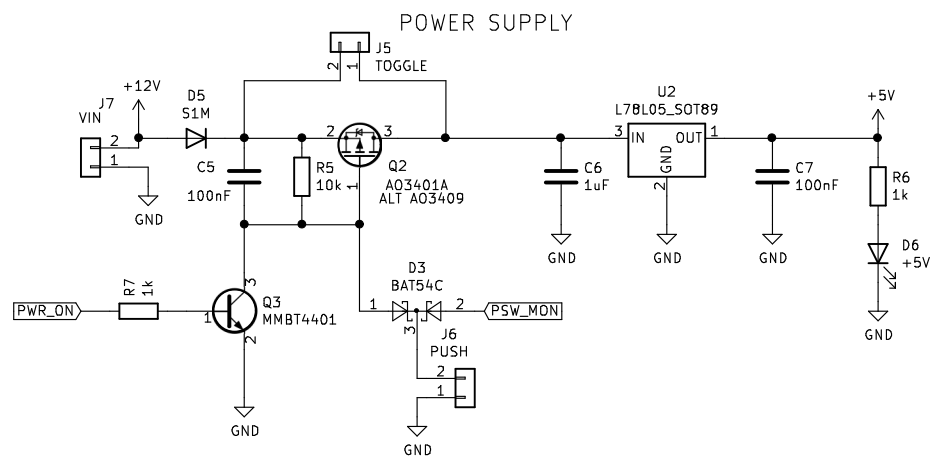 POWER SUPPLY
J5
TOGGLE
2
1
+12V
J7
VIN
2
1
GND
D5
S1M
C5
100nF
R5
10k
2
3
1
Q2
AO3401A
ALT AO3409
C6
1uF
GND
U2
L78L05_SOT89
3
IN
OUT
1
GND
2
GND
C7
100nF
GND
+5V
R6
1k
D6
+5V
GND
PWR_ON
R7
1k
1
3
2
Q3
MMBT4401
GND
D3
BAT54C
1
2
3
PSW_MON
J6
PUSH
2
1
GND